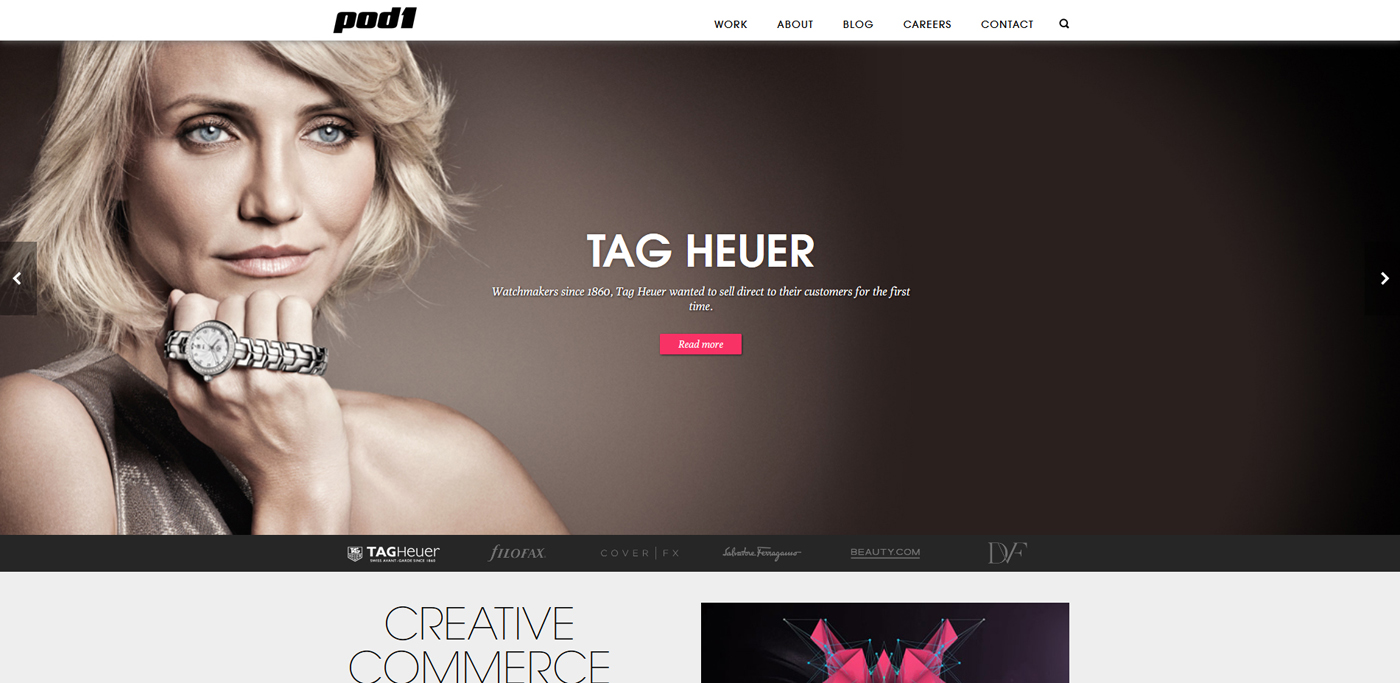 pod1
WORK ABOUT BLOG CAREERS CONTACT
TAG HEUER
Watchmakers since 1860, Tag Heuer wanted to sell direct to their customers for the first
time.
Read more
TAGHeuer
SWISS AVANT-GARDE SINCE 1860
FILOFAX
COVER | FX
Salvatore Ferragamo
BEAUTY.COM
DVF
CREATIVE
COMMERCE